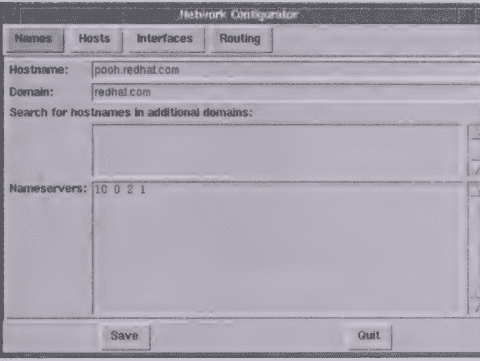 Network Configurator
Names Hosts Interfaces Routing
Hostname: pooh.redhat.com
Domain: redhat.com
Search for hostnames in additional domains:
Nameservers: 10 0 2 1
Save Quit